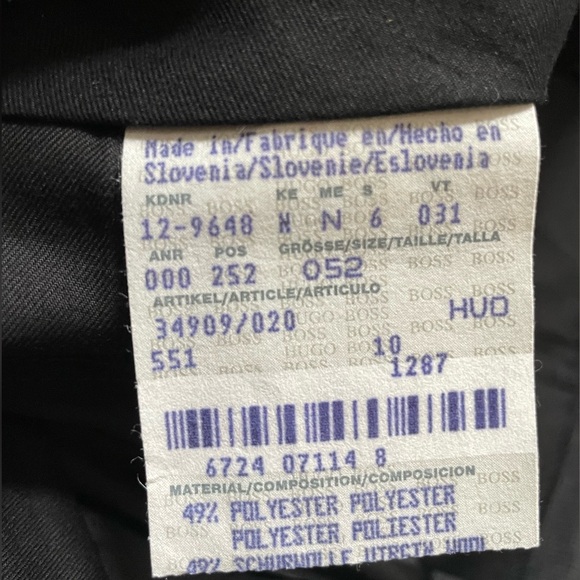 Made in/Fabrique en/Hecho en
Slovenia/Slovenie/Eslovenia
KDNR KE ME S VT
12-9648 N N 6 031
ANR POS GRÖSSE/SIZE/TAILLE/TALLA
000 252 052
ARTIKEL/ARTICLE/ARTICULO
34909/020 HUO
551 10
1287
6724 07114 8
MATERIAL/COMPOSITION/COMPOSICION
49% POLYESTER POLYESTER
POLYESTER POLIESTER
49% SCHURWOLLE